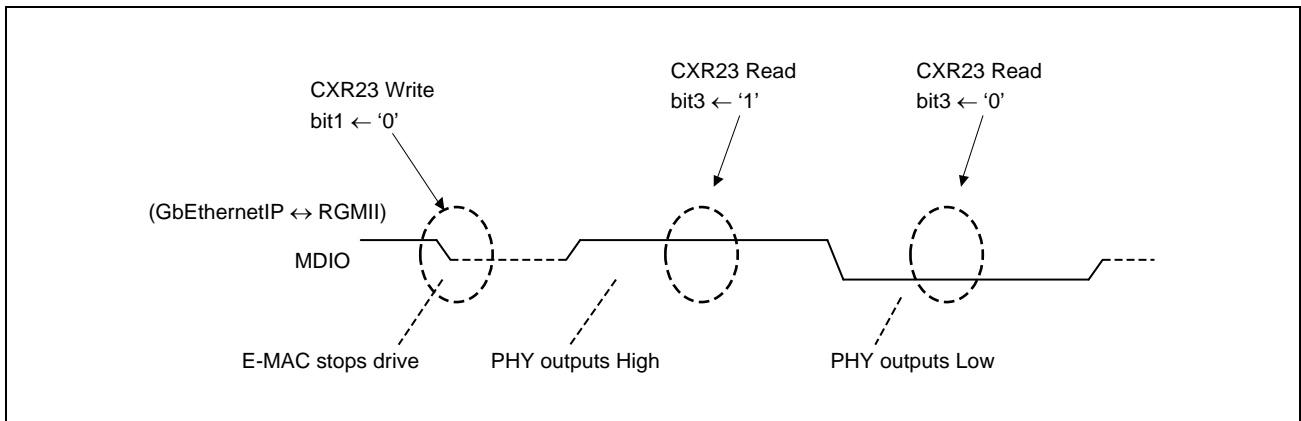 CXR23 Write
bit1 ← ‘0’
CXR23 Read
bit3 ← ‘1’
CXR23 Read
bit3 ← ‘0’
(GbEthernetIP ↔ RGMII)
MDIO
E-MAC stops drive
PHY outputs High
PHY outputs Low